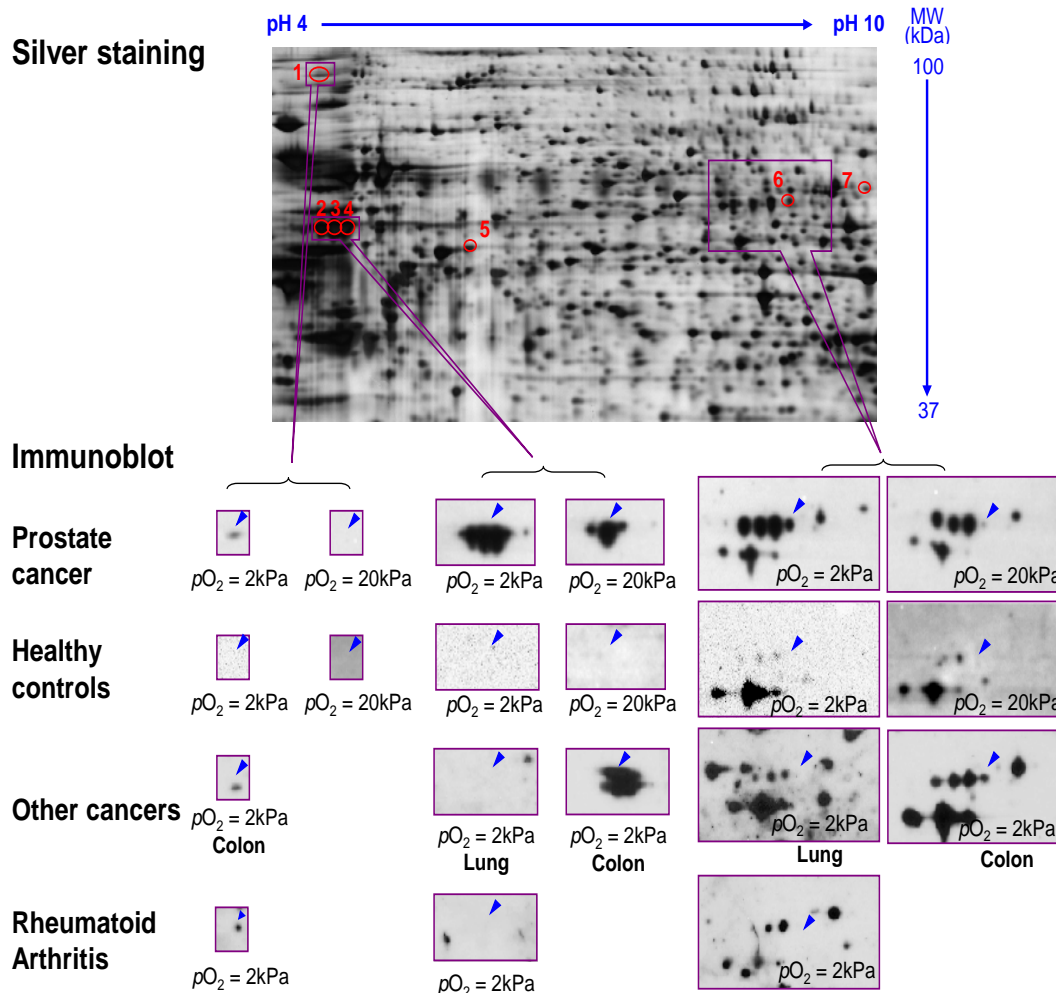 pH 4
pH 10
MW
(kDa)
Silver staining
100
1
6
7
2 3 4
5
37
Immunoblot
Prostate
cancer
pO2 = 2kPa
pO2 = 20kPa
pO2 = 2kPa
pO2 = 20kPa
pO2 = 2kPa
pO2 = 20kPa
Healthy
controls
pO2 = 2kPa
pO2 = 20kPa
pO2 = 2kPa
pO2 = 20kPa
pO2 = 2kPa
pO2 = 20kPa
Other cancers
pO2 = 2kPa
Colon
pO2 = 2kPa
Lung
pO2 = 2kPa
Colon
pO2 = 2kPa
Lung
pO2 = 2kPa
Colon
Rheumatoid
Arthritis
pO2 = 2kPa
pO2 = 2kPa
pO2 = 2kPa